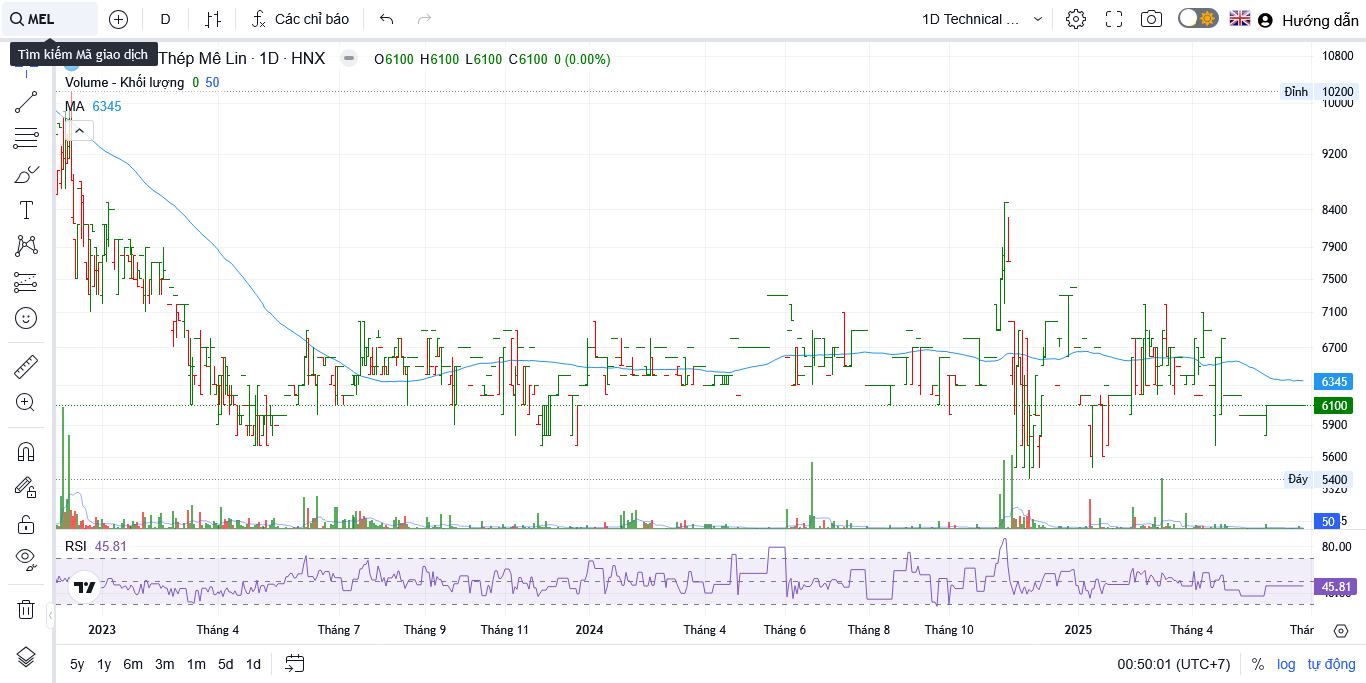 MEL
D
Các chỉ báo
1D Technical ...
Hướng dẫn
Tìm kiếm Mã giao dịch
Thép Mê Lin · 1D · HNX
O6100 H6100 L6100 C6100 0 (0.00%)
Volume - Khối lượng 0 50
MA 6345
10800
Đỉnh 10200
10000
9200
8400
7900
7500
7100
6700
6345
6100
5900
5600
Đáy 5400
5320
50
RSI 45.81
80.00
45.81
2023 Tháng 4 Tháng 7 Tháng 9 Tháng 11 2024 Tháng 4 Tháng 6 Tháng 8 Tháng 10 2025 Tháng 4 Thár
5y 1y 6m 3m 1m 5d 1d
00:50:01 (UTC+7) % log tự động